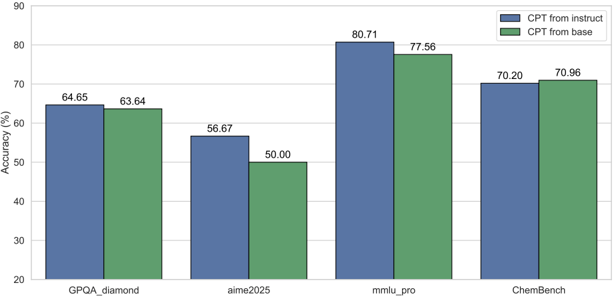 90
80
70
60
50
40
30
20
Accuracy (%)
CPT from instruct
CPT from base
64.65
63.64
56.67
50.00
80.71
77.56
70.20
70.96
GPQA_diamond
aime2025
mmlu_pro
ChemBench